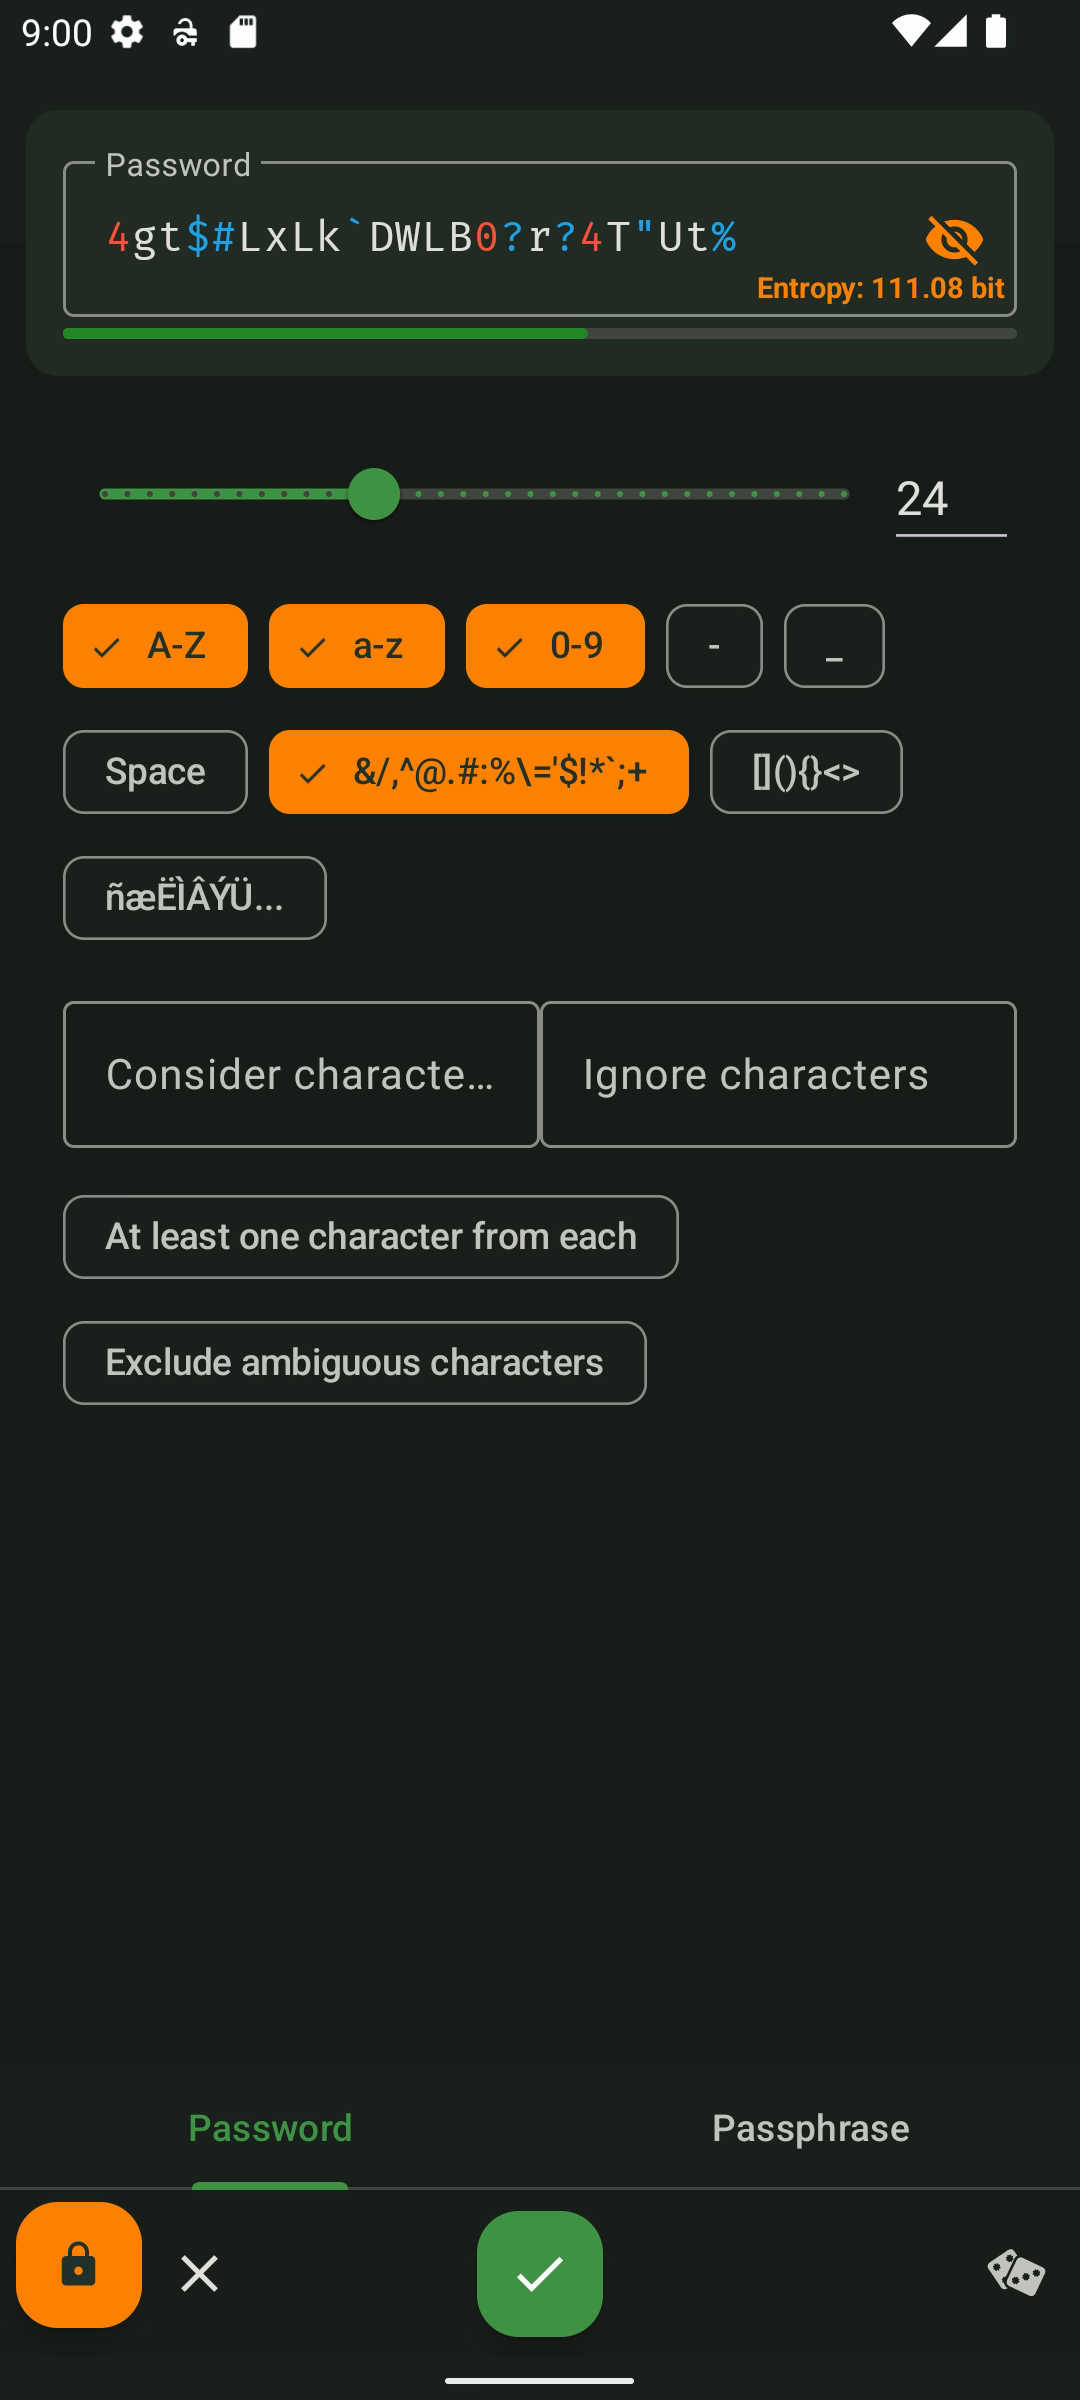 9:00
Password
4gt$#LxLk`DWLB0?r?4T"Ut%
Entropy: 111.08 bit
24
A-Z
a-z
0-9
-
_
Space
&/,^@.#:%\='$!*`;+
[](){}<>
ñæËÌÂÝÜ...
Consider characte...
Ignore characters
At least one character from each
Exclude ambiguous characters
Password
Passphrase